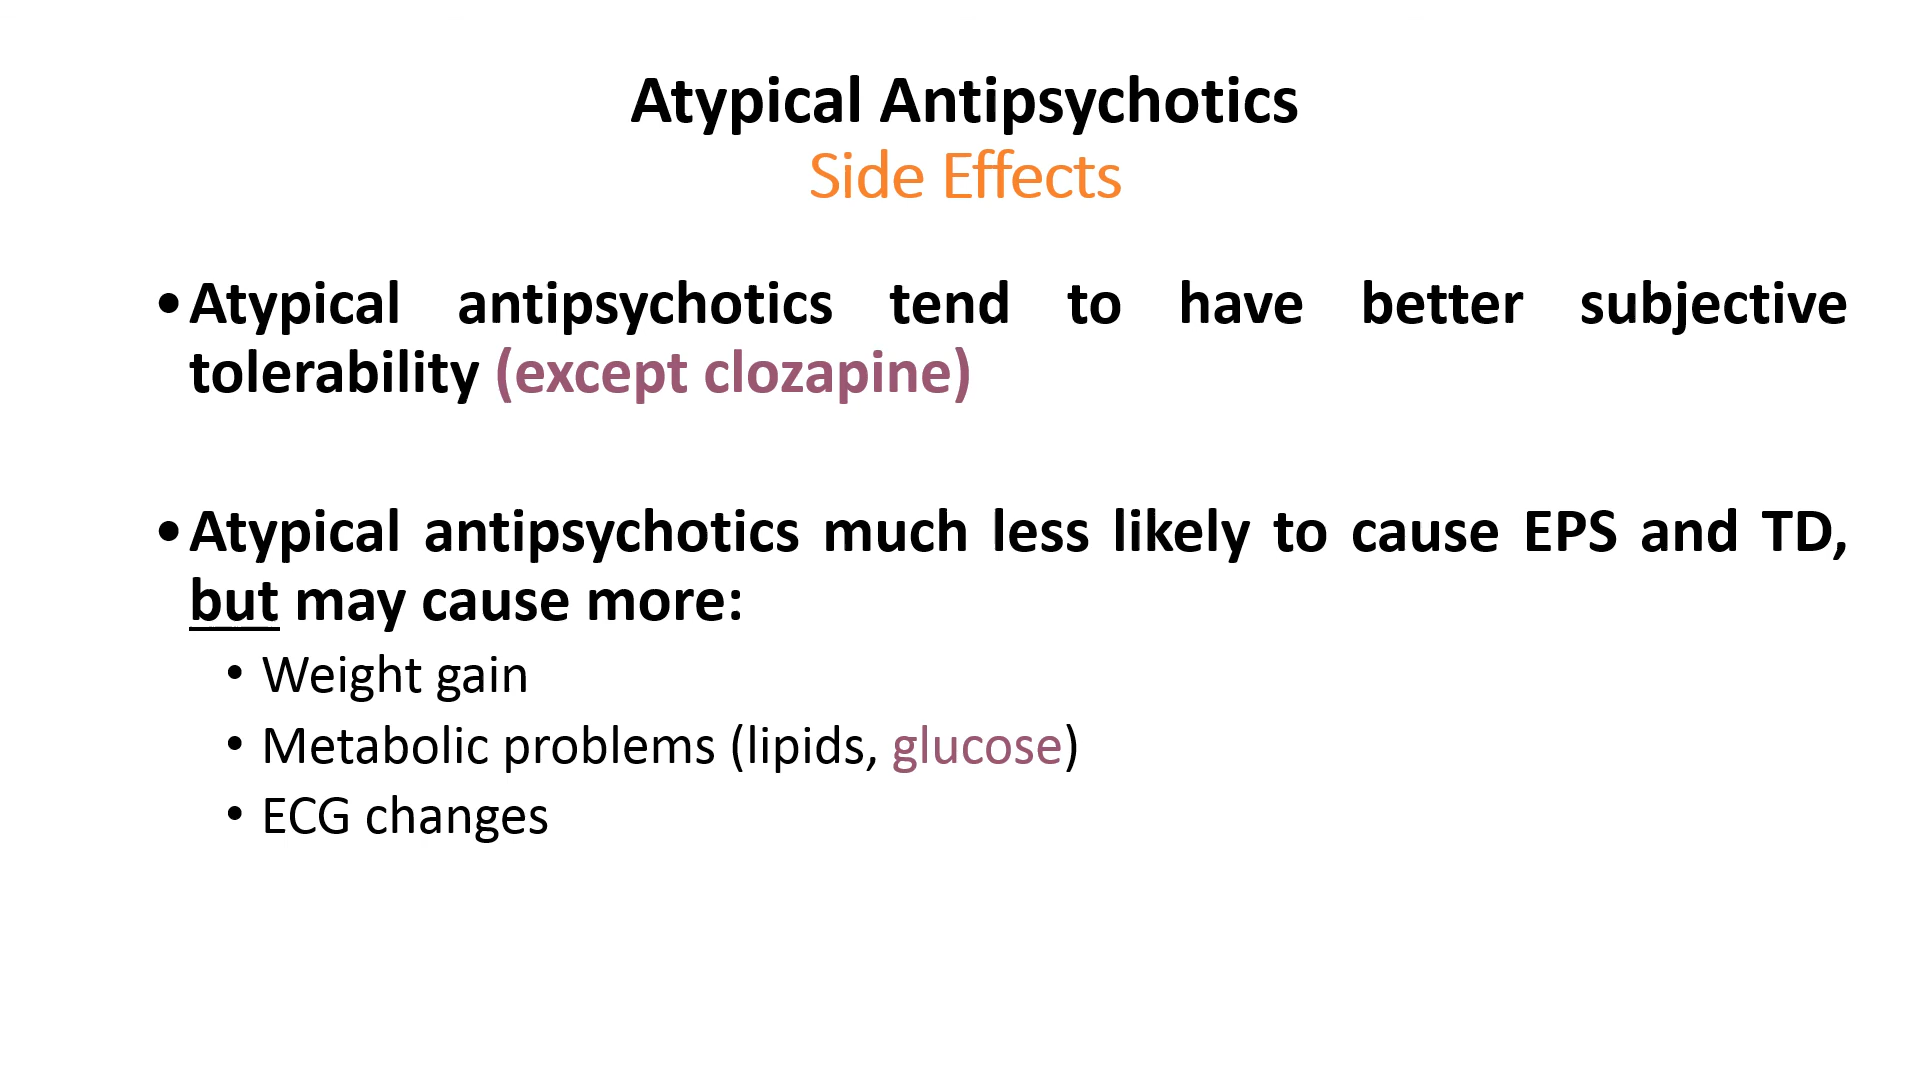 Atypical Antipsychotics
Side Effects
•Atypical antipsychotics tend to have better subjective
tolerability (except clozapine)
•Atypical antipsychotics much less likely to cause EPS and TD,
but may cause more:
• Weight gain
• Metabolic problems (lipids, glucose)
• ECG changes